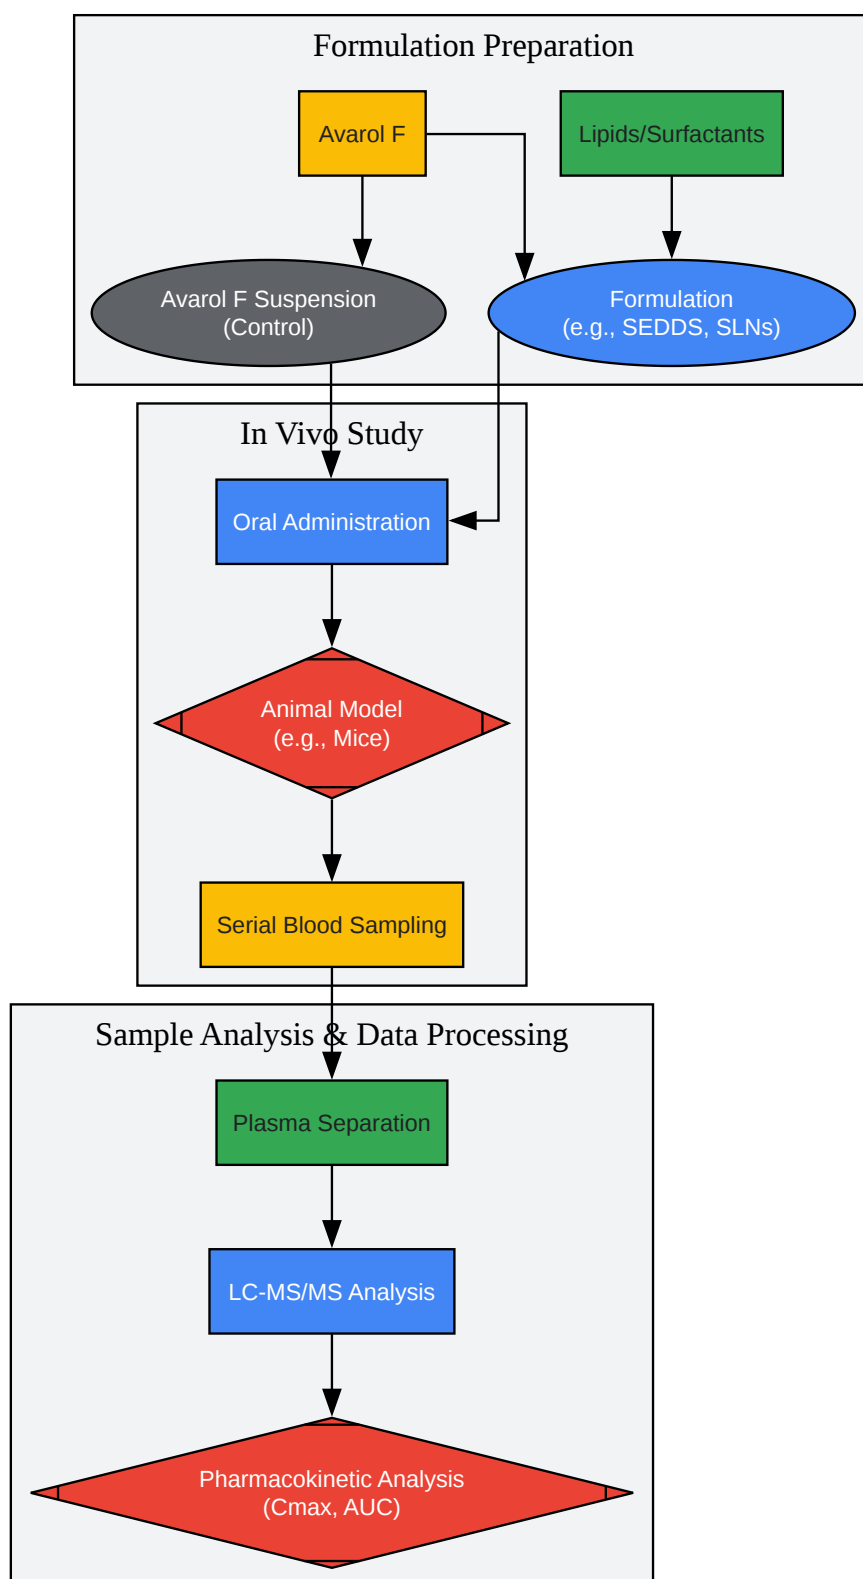 Formulation Preparation
Avarol F
Lipids/Surfactants
Avarol F Suspension
(Control)
Formulation
(e.g., SEDDS, SLNs)
In Vivo Study
Oral Administration
Animal Model
(e.g., Mice)
Serial Blood Sampling
Sample Analysis & Data Processing
Plasma Separation
LC-MS/MS Analysis
Pharmacokinetic Analysis
(Cmax, AUC)